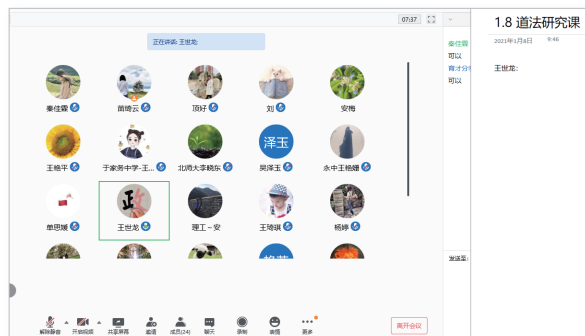 07:37
正在讲话: 王世龙;
秦佳霖
苗绮云
顶好
刘
安梅
王艳平
于家务中学-王...
北师大李晓东
泽玉
吴泽玉
永中王艳姗
单思媛
正
王世龙
理工-安
王琦琪
杨婷
解除静音
开启视频
共享屏幕
邀请
成员(24)
聊天
录制
表情
更多
离开会议
秦佳霖
可以
育才分
可以
发送至:
1.8 道法研究课
2021年1月8日 9:46
王世龙: